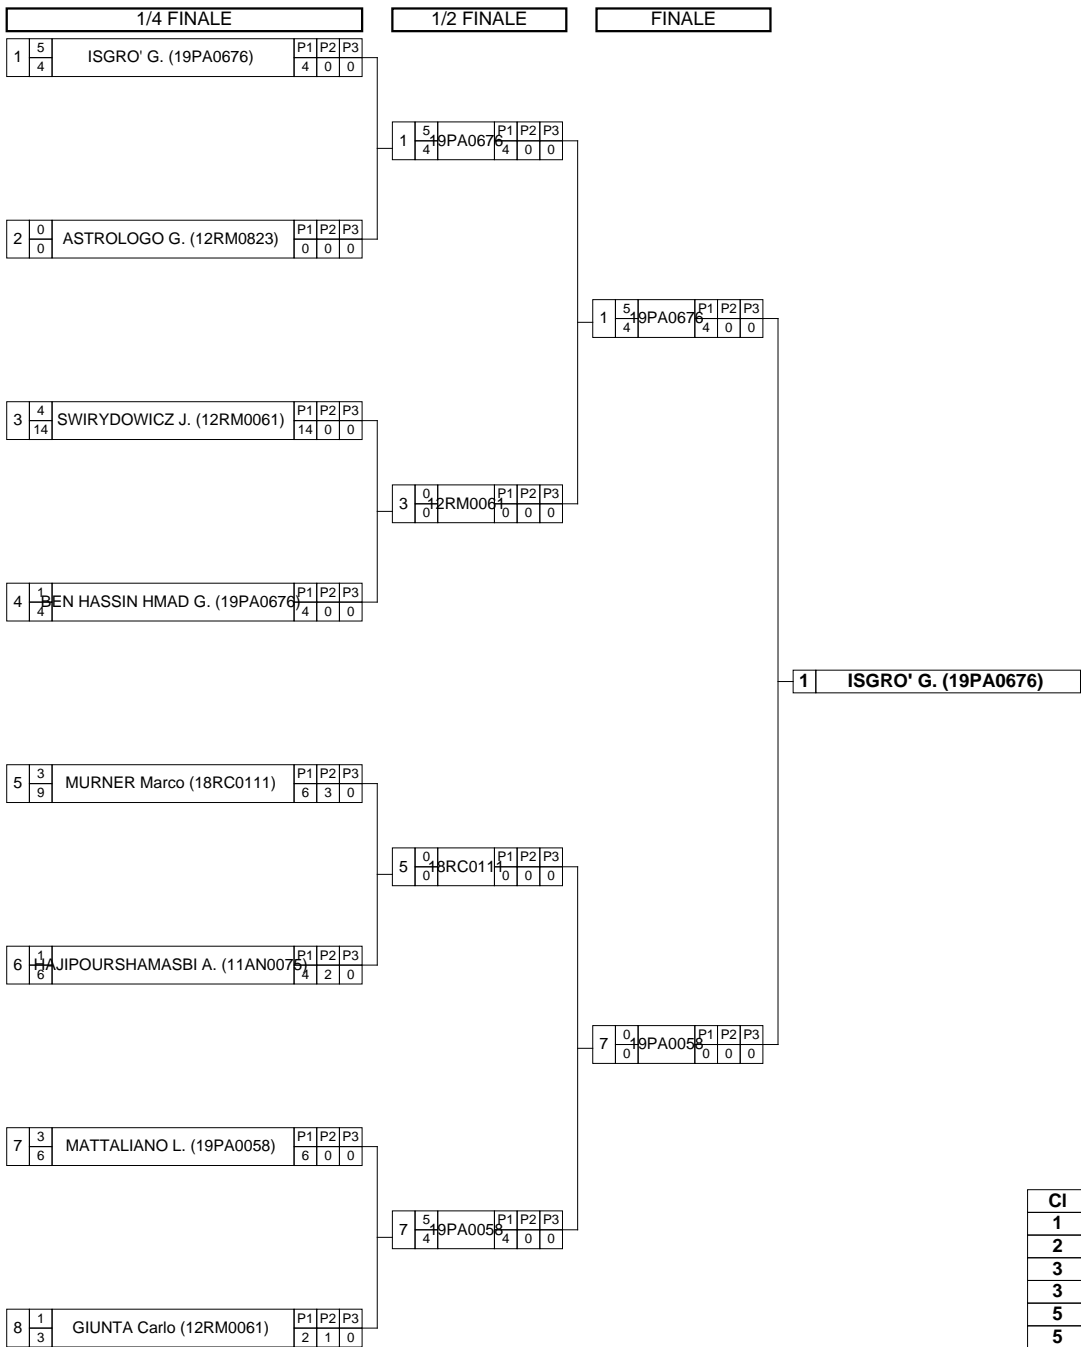 1/4 FINALE 1/2 FINALE FINALE
1 5 4 ISGRO' G. (19PA0676) P1 P2 P3 4 0 0
1 5 4 19PA0676 P1 P2 P3 4 0 0
2 0 0 ASTROLOGO G. (12RM0823) P1 P2 P3 0 0 0
1 5 4 19PA0676 P1 P2 P3 4 0 0
3 4 14 SWIRYDOWICZ J. (12RM0061) P1 P2 P3 14 0 0
3 0 0 12RM0061 P1 P2 P3 0 0 0
4 1 4 BEN HASSIN HMAD G. (19PA0676) P1 P2 P3 4 0 0
1 ISGRO' G. (19PA0676)
5 3 9 MURNER Marco (18RC0111) P1 P2 P3 6 3 0
5 0 0 18RC0111 P1 P2 P3 0 0 0
6 1 6 HAJIPOURSHAMASBI A. (11AN0075) P1 P2 P3 4 2 0
7 0 0 19PA0058 P1 P2 P3 0 0 0
7 3 6 MATTALIANO L. (19PA0058) P1 P2 P3 6 0 0
7 5 4 19PA0058 P1 P2 P3 4 0 0
8 1 3 GIUNTA Carlo (12RM0061) P1 P2 P3 2 1 0
Cl
1
2
3
3
5
5